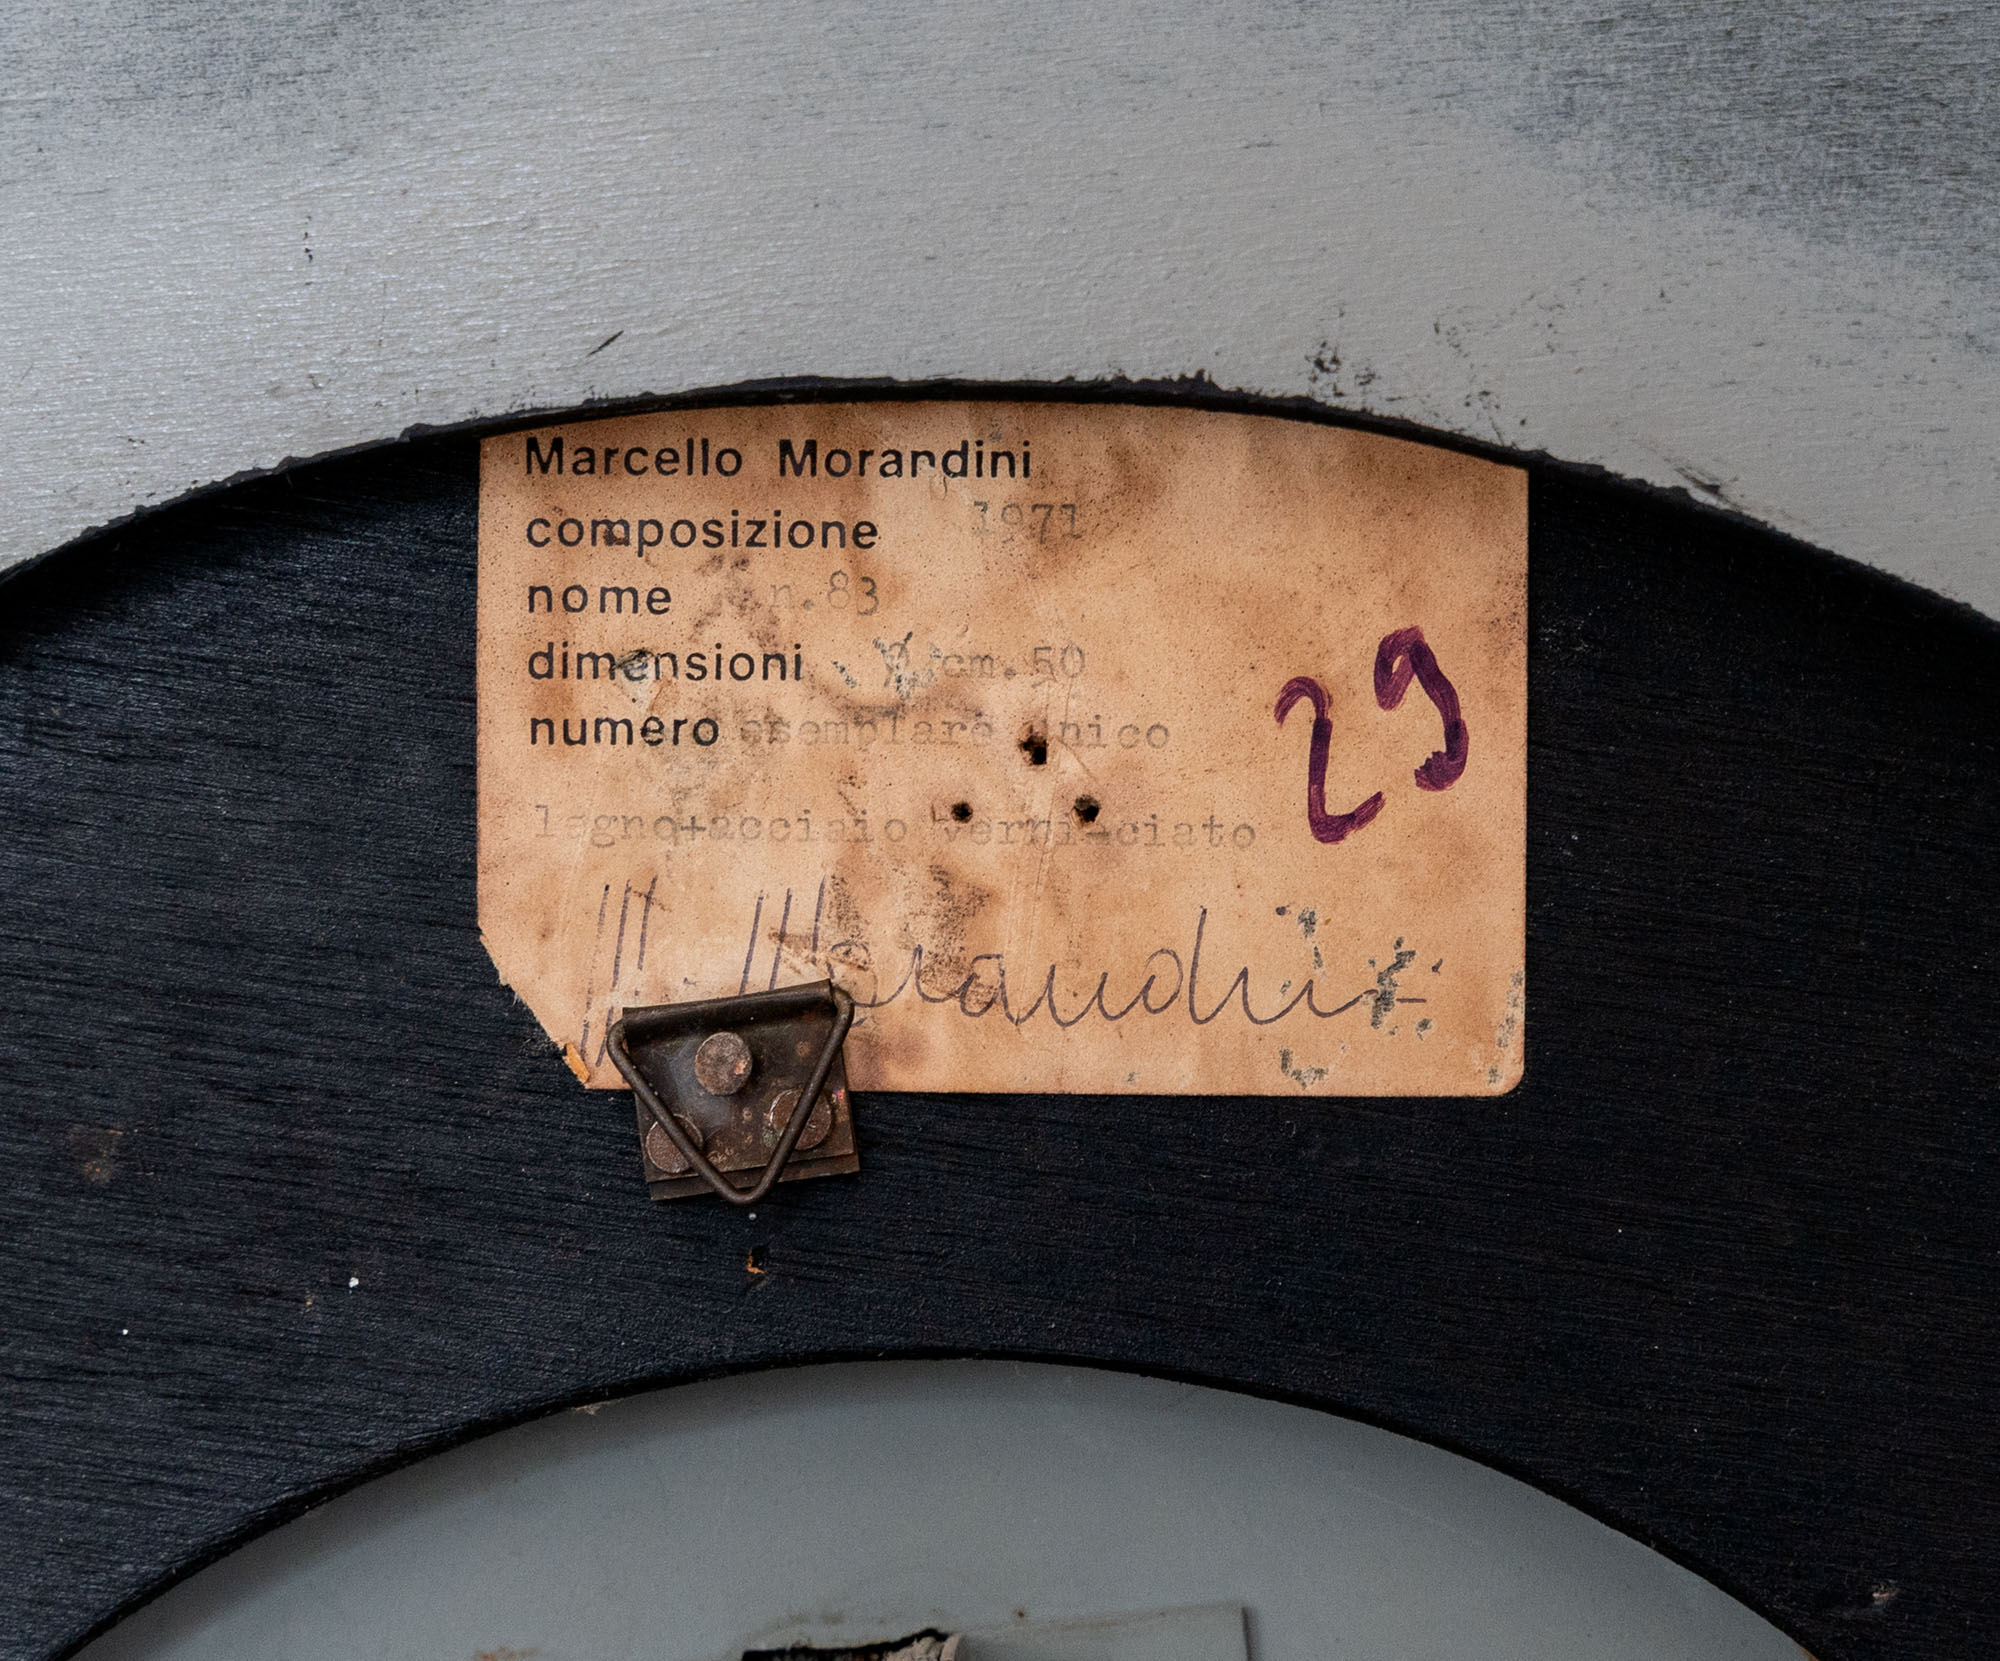 Marcello Morandini
composizione 1971
nome n.83
dimensioni Ø cm.50
numero esemplare unico
29
legno+acciaio verniciato
M. Morandini